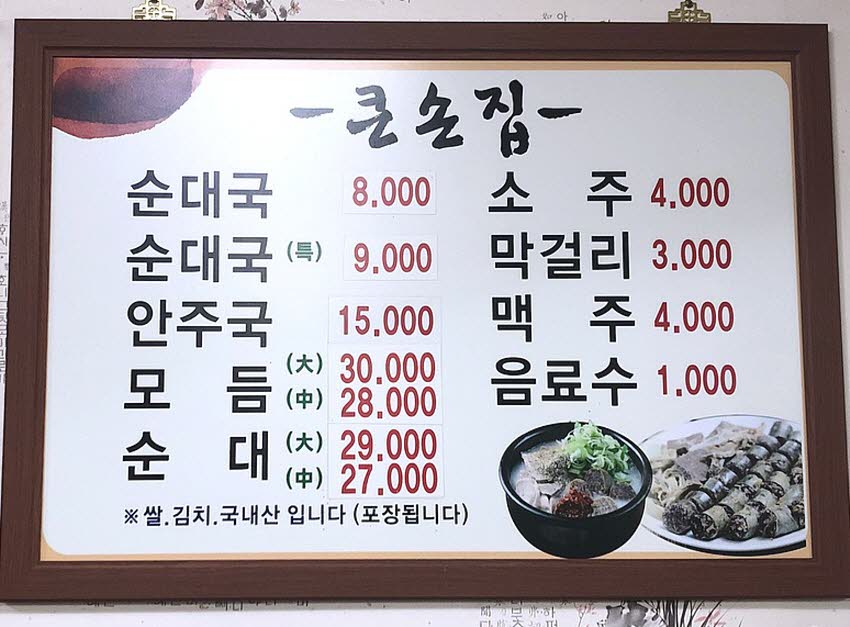 -큰손집-
순대국 8.000
순대국 (특) 9.000
안주국 15.000
모듬 (大) 30.000
(中) 28.000
순대 (大) 29.000
(中) 27.000
※ 쌀.김치.국내산 입니다 (포장됩니다)
소주 4.000
막걸리 3.000
맥주 4.000
음료수 1.000